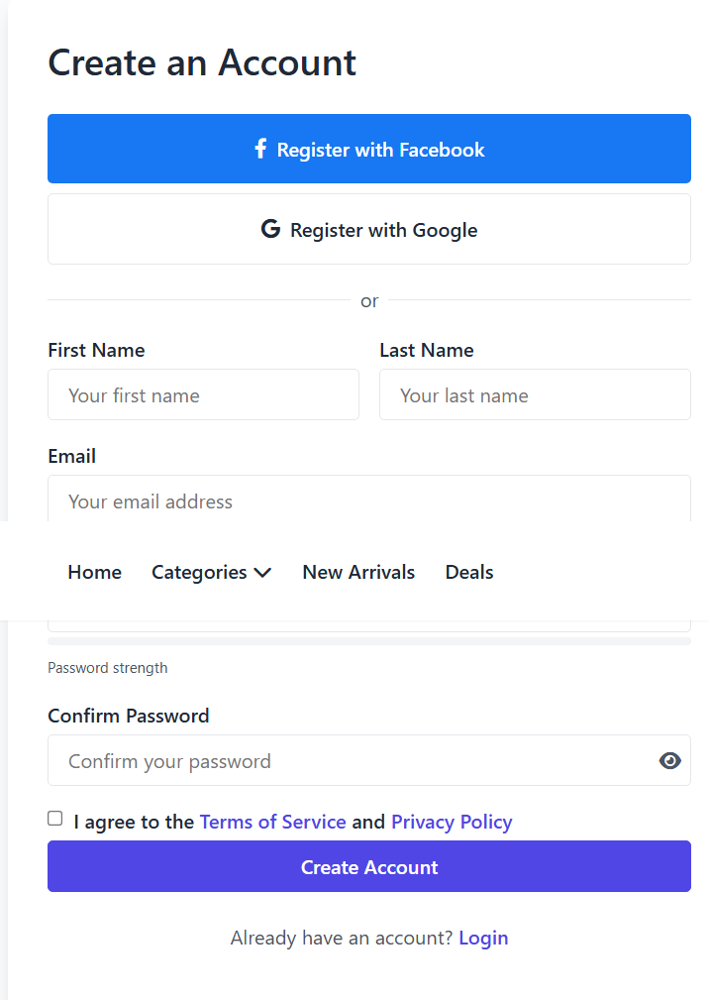 Create an Account
Register with Facebook
Register with Google
or
First Name Last Name
Your first name Your last name
Email
Your email address
Home Categories New Arrivals Deals
Password strength
Confirm Password
Confirm your password
I agree to the Terms of Service and Privacy Policy
Create Account
Already have an account? Login